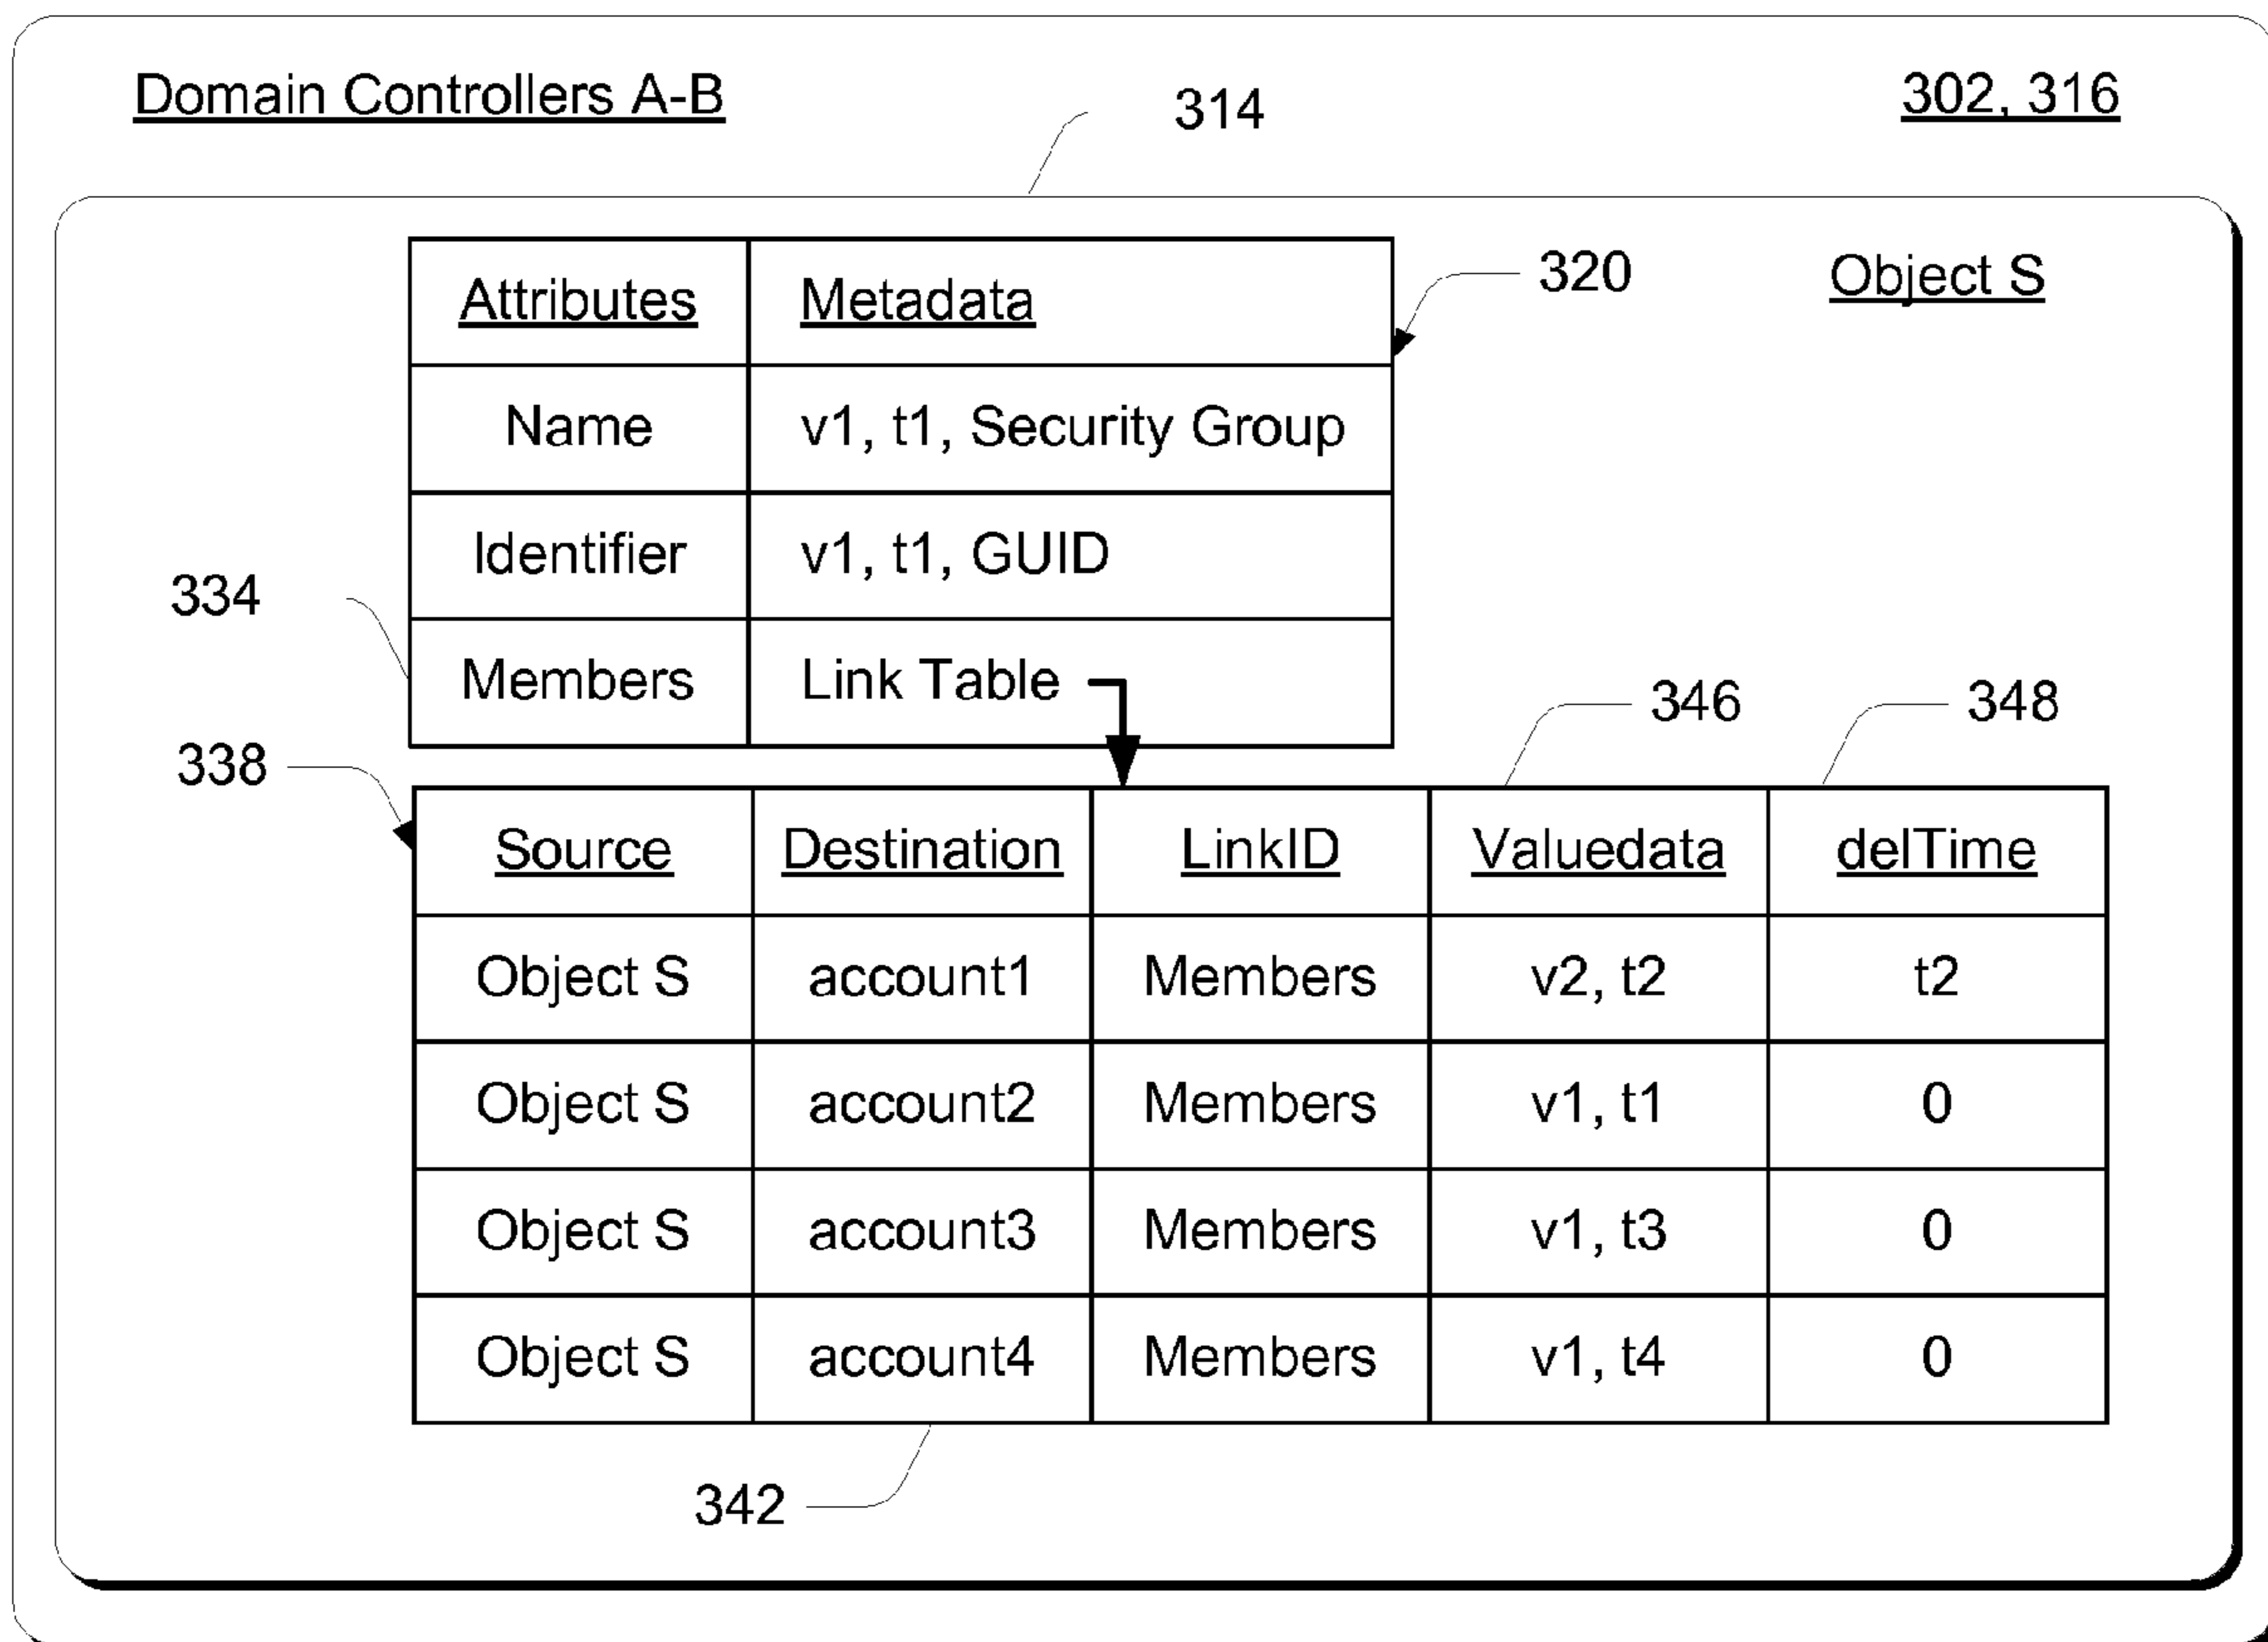 Domain Controllers A-B 314 302, 316
Attributes Metadata 320 Object S
Name v1, t1, Security Group
Identifier v1, t1, GUID
334
Members Link Table 346 348
338
Source Destination LinkID Valuedata delTime
Object S account1 Members v2, t2 t2
Object S account2 Members v1, t1 0
Object S account3 Members v1, t3 0
Object S account4 Members v1, t4 0
342